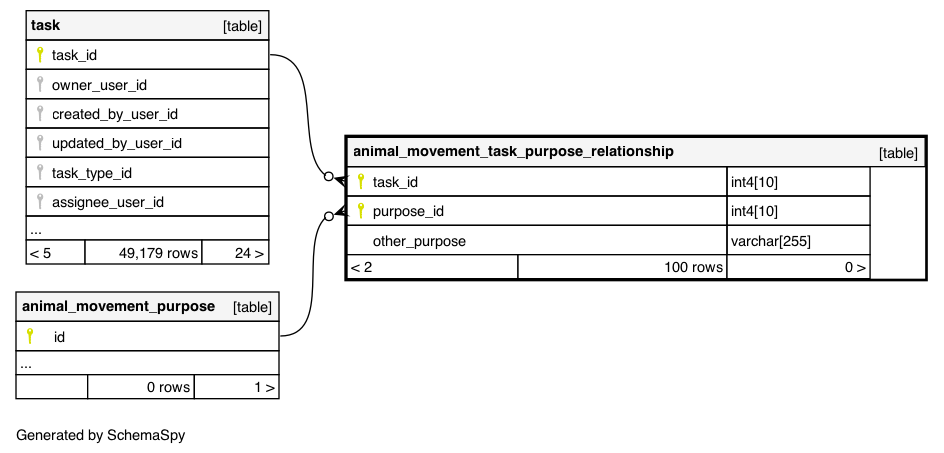 task [table]
task_id
owner_user_id
created_by_user_id
updated_by_user_id
task_type_id
assignee_user_id
...
< 5 49,179 rows 24 >
animal_movement_task_purpose_relationship [table]
task_id int4[10]
purpose_id int4[10]
other_purpose varchar[255]
< 2 100 rows 0 >
animal_movement_purpose [table]
id
...
0 rows 1 >
Generated by SchemaSpy